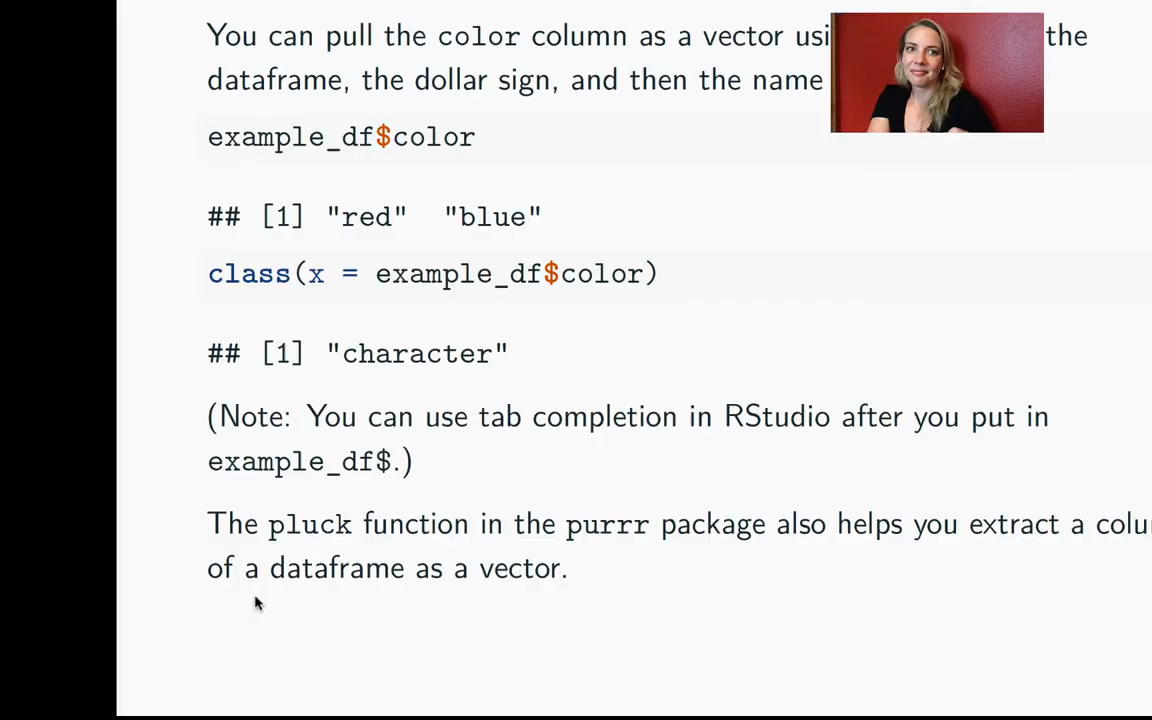 You can pull the color column as a vector the
dataframe, the dollar sign, and then the name
example_df$color
## [1] "red" "blue"
class(x = example_df$color)
## [1] "character"
(Note: You can use tab completion in RStudio after you put in
example_df$.)
The pluck function in the purrr package also helps you extract a
of a dataframe as a vector.